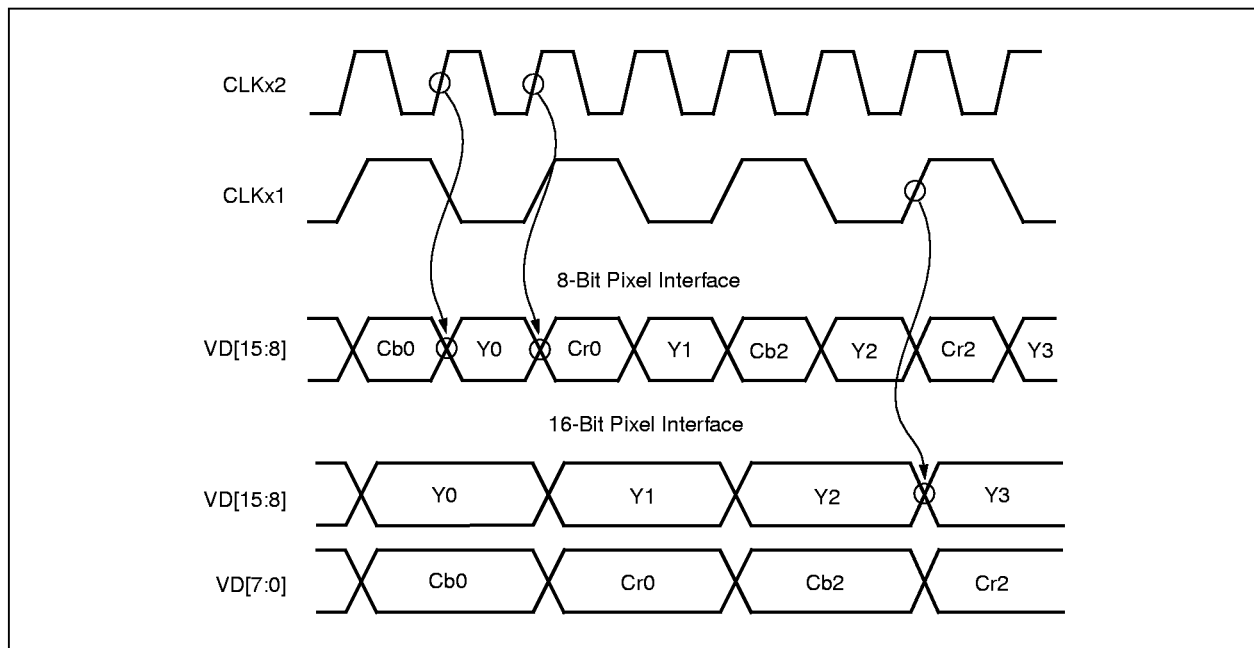 CLKx2
CLKx1
8-Bit Pixel Interface
VD[15:8] Cb0 Y0 Cr0 Y1 Cb2 Y2 Cr2 Y3
16-Bit Pixel Interface
VD[15:8] Y0 Y1 Y2 Y3
VD[7:0] Cb0 Cr0 Cb2 Cr2